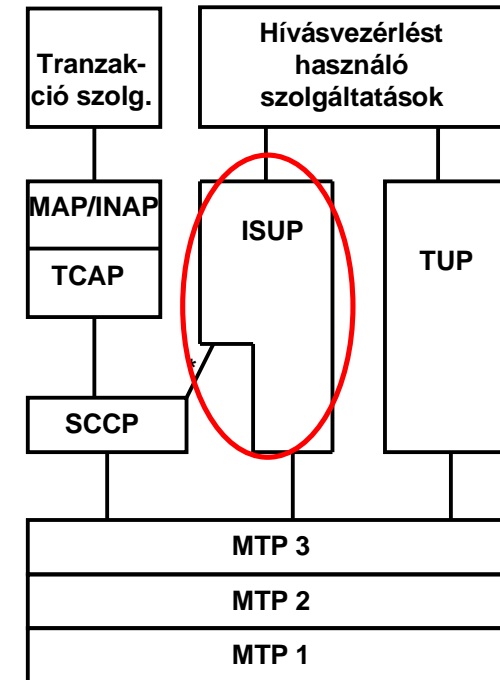 Tranzak-
ció szolg.
Hívásvezérlést
használó
szolgáltatások
MAP/INAP
TCAP
ISUP
TUP
*
SCCP
MTP 3
MTP 2
MTP 1